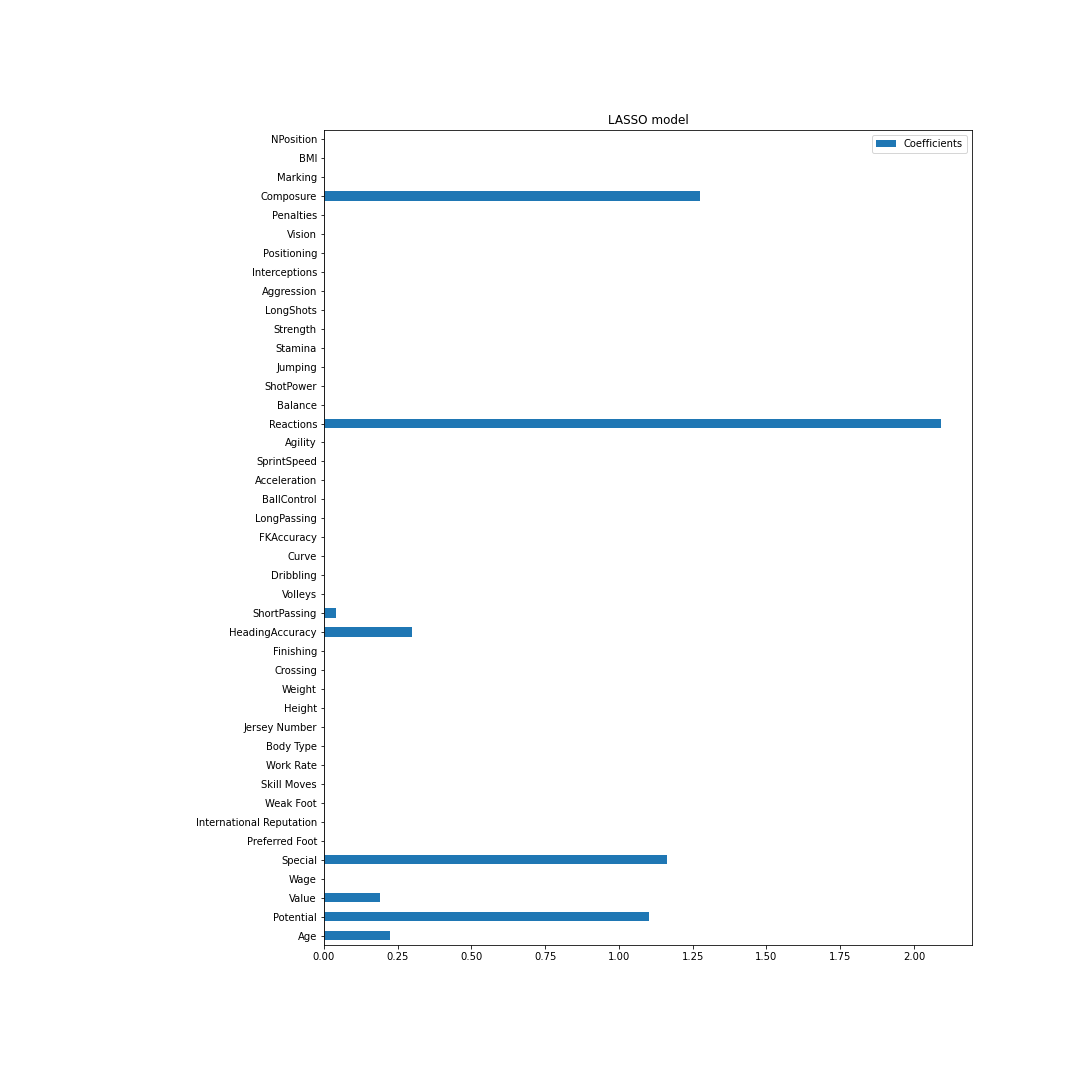 LASSO model
Coefficients
NPosition
BMI
Marking
Composure
Penalties
Vision
Positioning
Interceptions
Aggression
LongShots
Strength
Stamina
Jumping
ShotPower
Balance
Reactions
Agility
SprintSpeed
Acceleration
BallControl
LongPassing
FKAccuracy
Curve
Dribbling
Volleys
ShortPassing
HeadingAccuracy
Finishing
Crossing
Weight
Height
Jersey Number
Body Type
Work Rate
Skill Moves
Weak Foot
International Reputation
Preferred Foot
Special
Wage
Value
Potential
Age
0.00 0.25 0.50 0.75 1.00 1.25 1.50 1.75 2.00